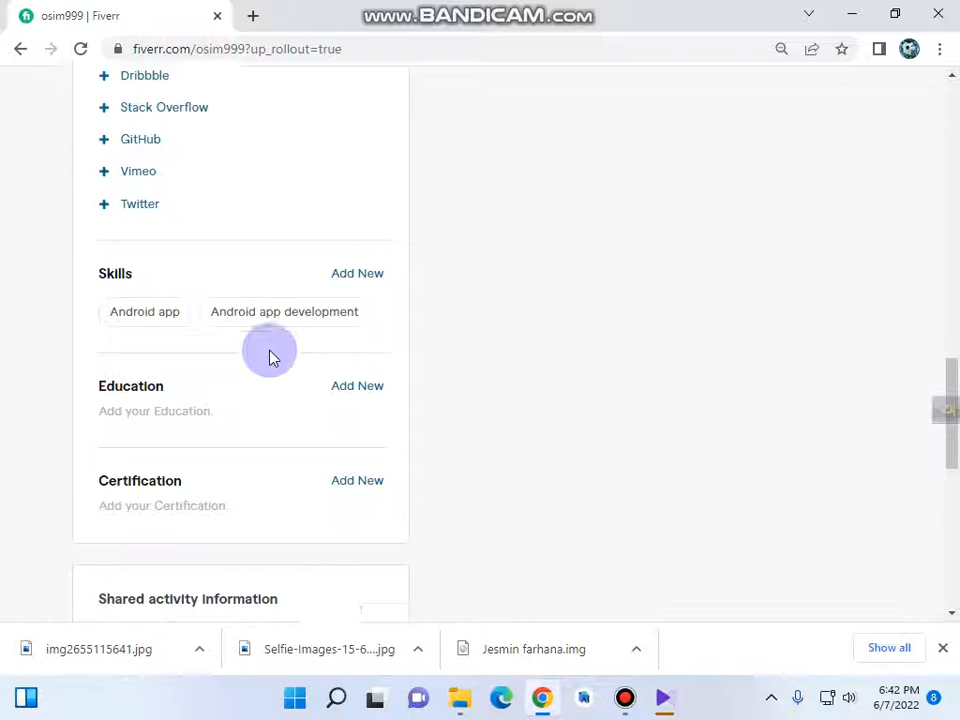 osim999 | Fiverr
www.BANDICAM.com
fiverr.com/osim999?up_rollout=true
Dribbble
Stack Overflow
GitHub
Vimeo
Twitter
Skills Add New
Android app Android app development
Education Add New
Add your Education.
Certification Add New
Add your Certification.
Shared activity information
img2655115641.jpg Selfie-Images-15-6....jpg Jesmin farhana.img Show all
6:42 PM
6/7/2022 8